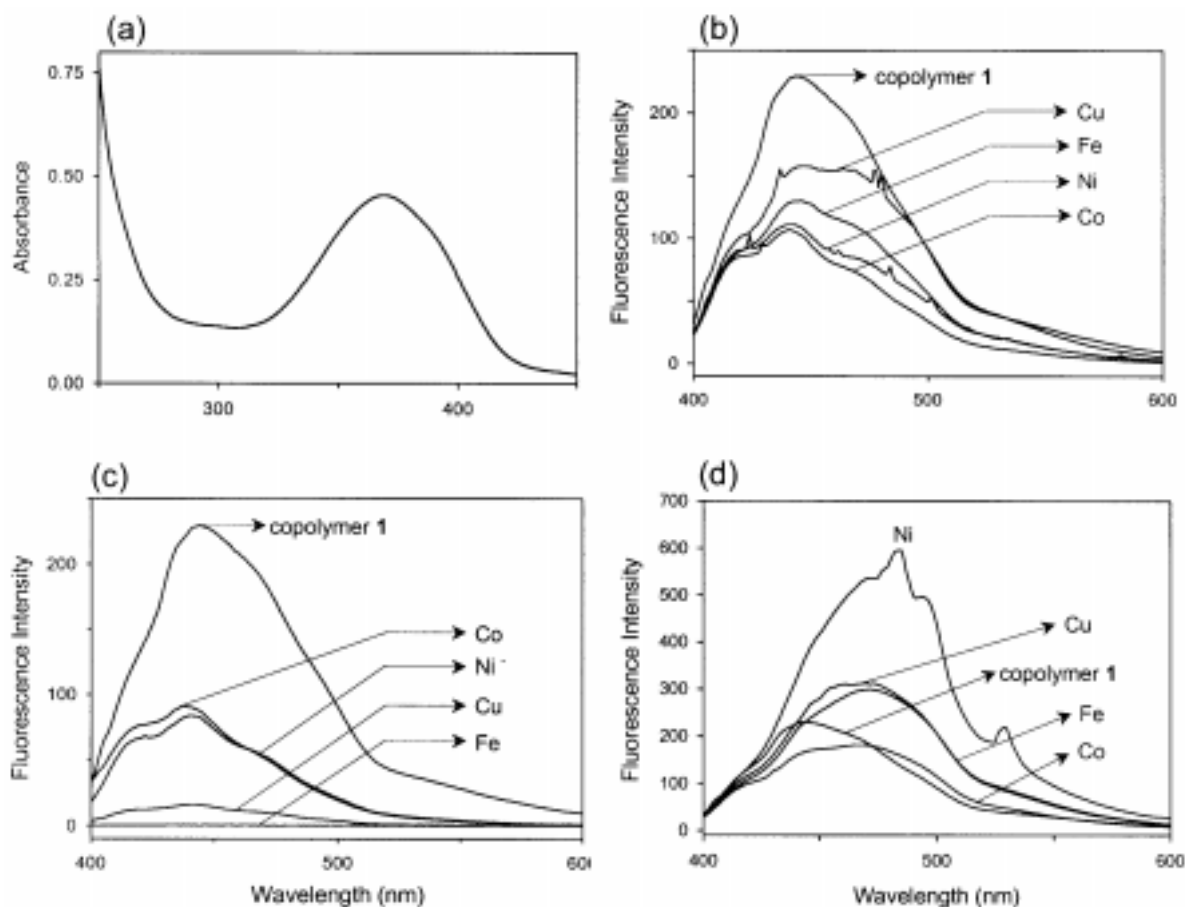 (a)
0.75
0.50
0.25
0.00
Absorbance
300
400
(b)
200
100
0
Fluorescence Intensity
copolymer 1
Cu
Fe
Ni
Co
400
500
600
(c)
200
100
0
Fluorescence Intensity
copolymer 1
Co
Ni
Cu
Fe
400
500
600
Wavelength (nm)
(d)
700
600
500
400
300
200
100
0
Fluorescence Intensity
Ni
Cu
copolymer 1
Fe
Co
400
500
600
Wavelength (nm)